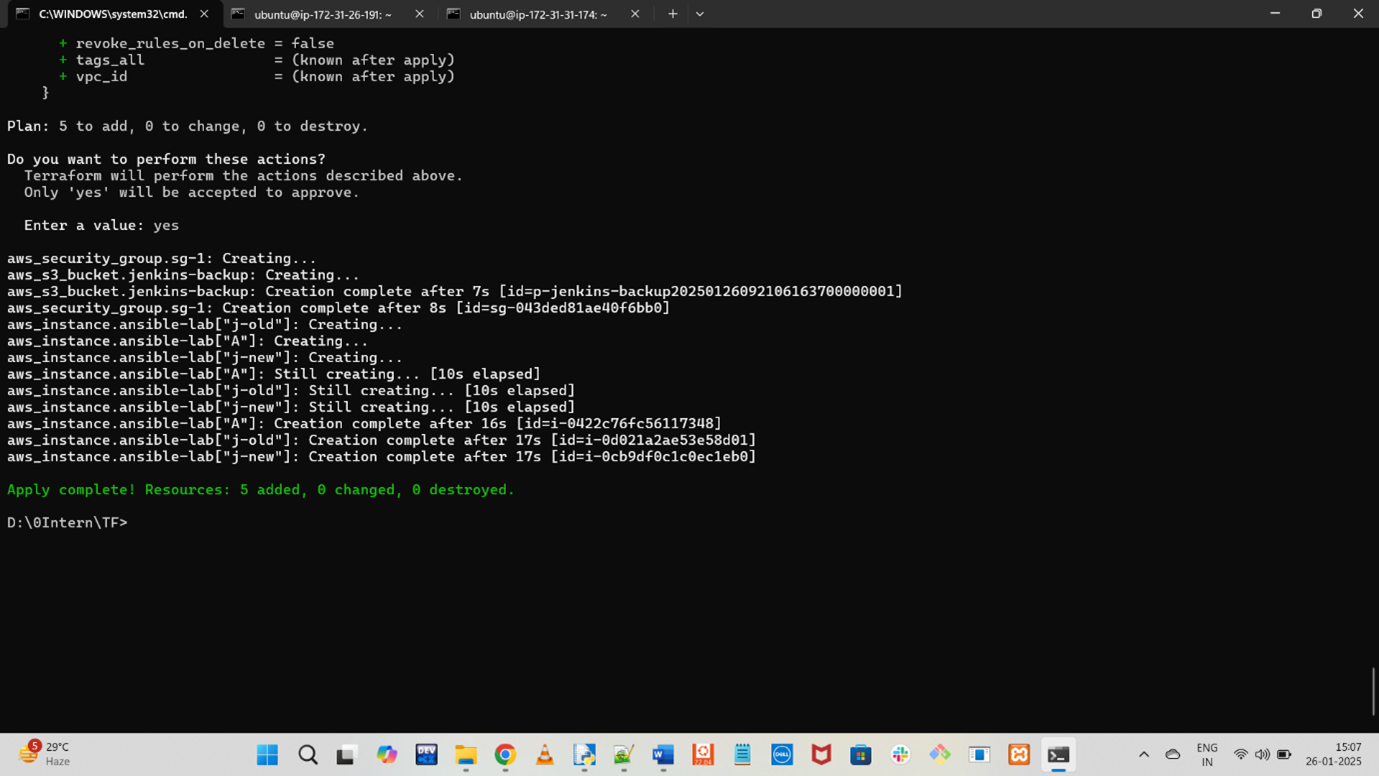 C:\WINDOWS\system32\cmd.
ubuntu@ip-172-31-26-191: ~
ubuntu@ip-172-31-31-174: ~
+ revoke_rules_on_delete = false
+ tags_all = (known after apply)
+ vpc_id = (known after apply)
}
Plan: 5 to add, 0 to change, 0 to destroy.
Do you want to perform these actions?
Terraform will perform the actions described above.
Only 'yes' will be accepted to approve.
Enter a value: yes
aws_security_group.sg-1: Creating...
aws_s3_bucket.jenkins-backup: Creating...
aws_s3_bucket.jenkins-backup: Creation complete after 7s [id=p-jenkins-backup20250126092106163700000001]
aws_security_group.sg-1: Creation complete after 8s [id=sg-043ded81ae40f6bb0]
aws_instance.ansible-lab["j-old"]: Creating...
aws_instance.ansible-lab["A"]: Creating...
aws_instance.ansible-lab["j-new"]: Creating...
aws_instance.ansible-lab["A"]: Still creating... [10s elapsed]
aws_instance.ansible-lab["j-old"]: Still creating... [10s elapsed]
aws_instance.ansible-lab["j-new"]: Still creating... [10s elapsed]
aws_instance.ansible-lab["A"]: Creation complete after 16s [id=i-0422c76fc56117348]
aws_instance.ansible-lab["j-old"]: Creation complete after 17s [id=i-0d021a2ae53e58d01]
aws_instance.ansible-lab["j-new"]: Creation complete after 17s [id=i-0cb9df0c1c0ec1eb0]
Apply complete! Resources: 5 added, 0 changed, 0 destroyed.
D:\0Intern\TF>
5
29°C
Haze
DEV
W
22.04
DELL
ENG
IN
15:07
26-01-2025